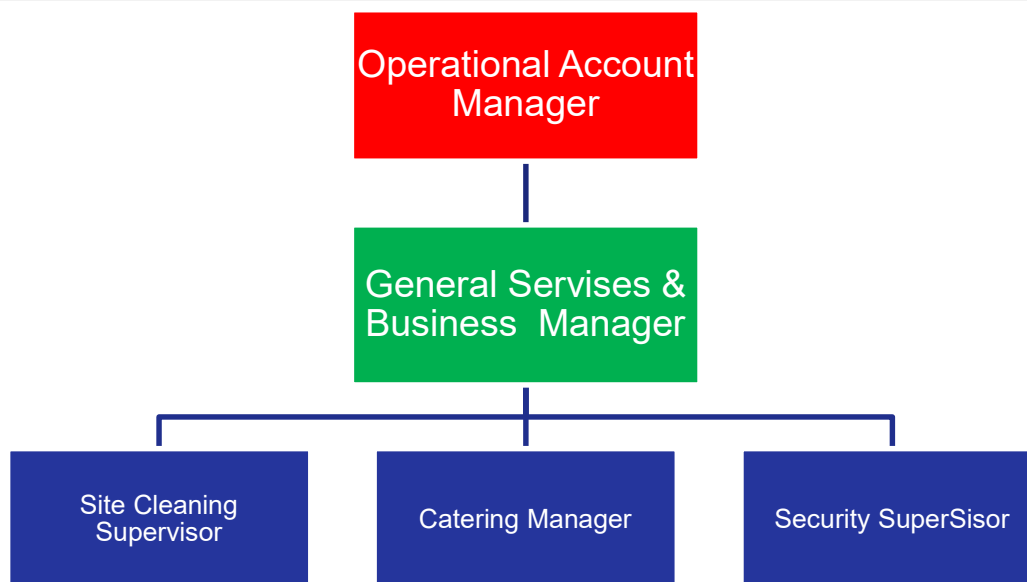 Operational Account
Manager
General Servises &
Business  Manager
Site Cleaning
Supervisor
Catering Manager
Security SuperSisor